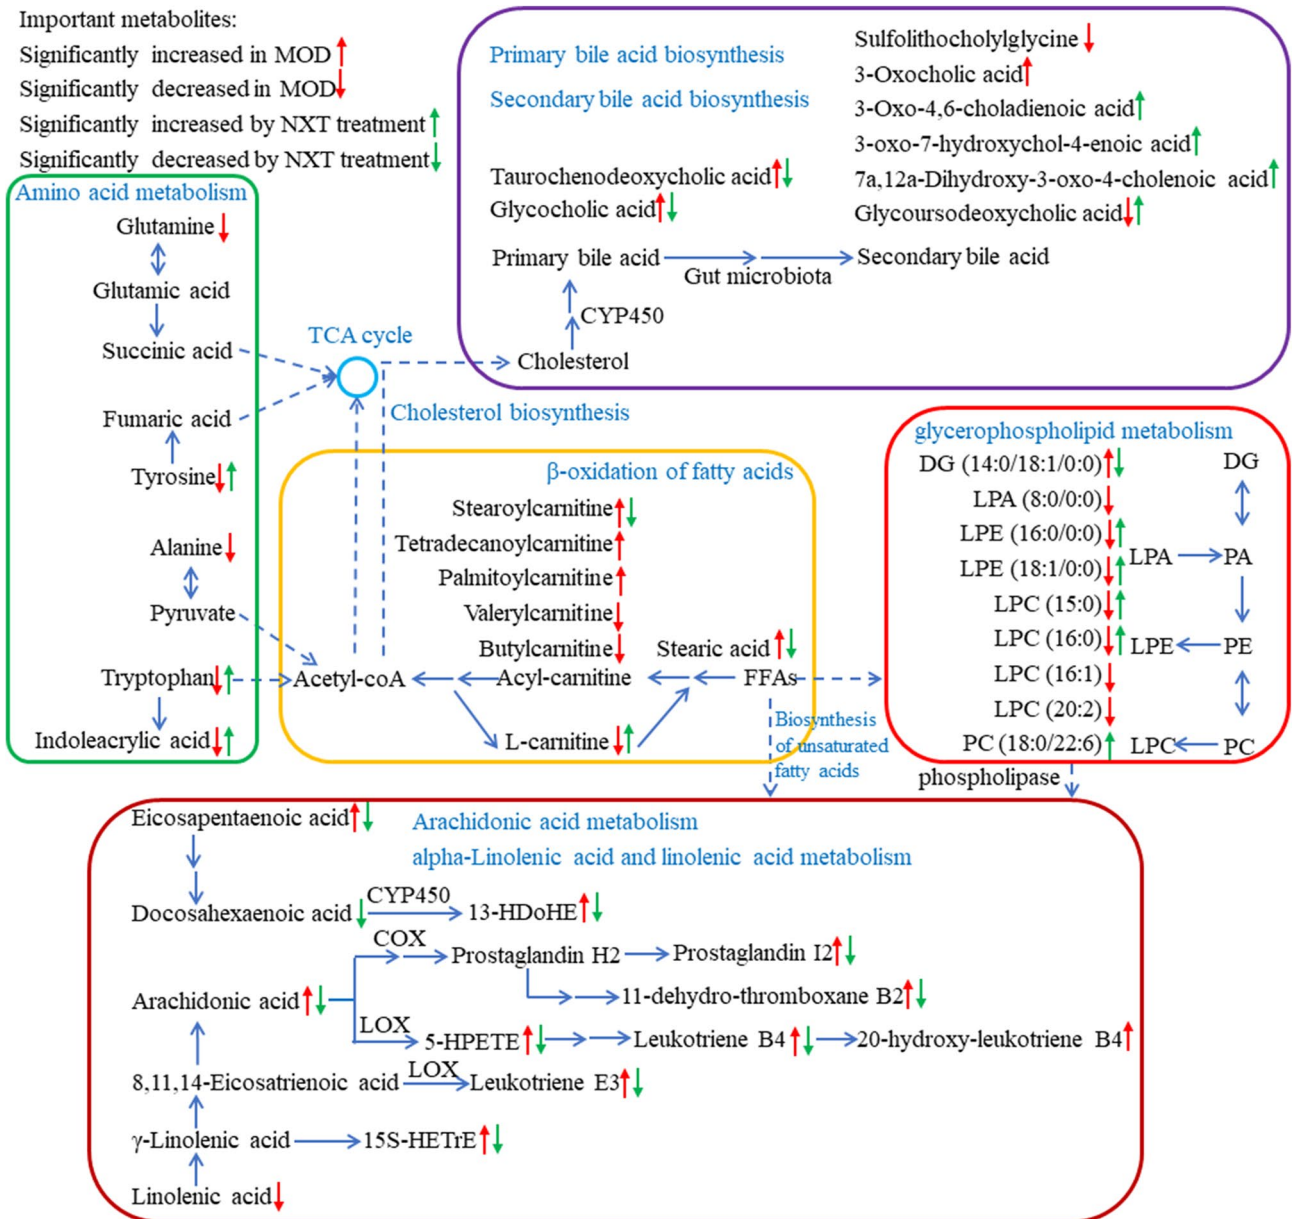 Important metabolites:
Significantly increased in MOD
Significantly decreased in MOD
Significantly increased by NXT treatment
Significantly decreased by NXT treatment
Primary bile acid biosynthesis
Secondary bile acid biosynthesis
Sulfolithocholylglycine
3-Oxocholic acid
3-Oxo-4,6-choladienoic acid
3-oxo-7-hydroxychol-4-enoic acid
7a,12a-Dihydroxy-3-oxo-4-cholenoic acid
Glycoursodeoxycholic acid
Taurochenodeoxycholic acid
Glycocholic acid
Primary bile acid
Gut microbiota
Secondary bile acid
CYP450
Cholesterol
Amino acid metabolism
Glutamine
Glutamic acid
Succinic acid
Fumaric acid
Tyrosine
Alanine
Pyruvate
Tryptophan
Indoleacrylic acid
TCA cycle
Cholesterol biosynthesis
β-oxidation of fatty acids
Stearoylcarnitine
Tetradecanoylcarnitine
Palmitoylcarnitine
Valerylcarnitine
Butylcarnitine
Stearic acid
Acetyl-coA
Acyl-carnitine
FFAs
L-carnitine
Biosynthesis
of unsaturated
fatty acids
glycerophospholipid metabolism
DG (14:0/18:1/0:0)
LPA (8:0/0:0)
LPE (16:0/0:0)
LPE (18:1/0:0)
LPC (15:0)
LPC (16:0)
LPC (16:1)
LPC (20:2)
PC (18:0/22:6)
DG
LPA
PA
LPE
PE
LPC
PC
phospholipase
Eicosapentaenoic acid
Arachidonic acid metabolism
alpha-Linolenic acid and linolenic acid metabolism
Docosahexaenoic acid
CYP450
13-HDoHE
COX
Prostaglandin H2
Prostaglandin I2
11-dehydro-thromboxane B2
Arachidonic acid
LOX
5-HPETE
Leukotriene B4
20-hydroxy-leukotriene B4
8,11,14-Eicosatrienoic acid
LOX
Leukotriene E3
γ-Linolenic acid
15S-HETrE
Linolenic acid